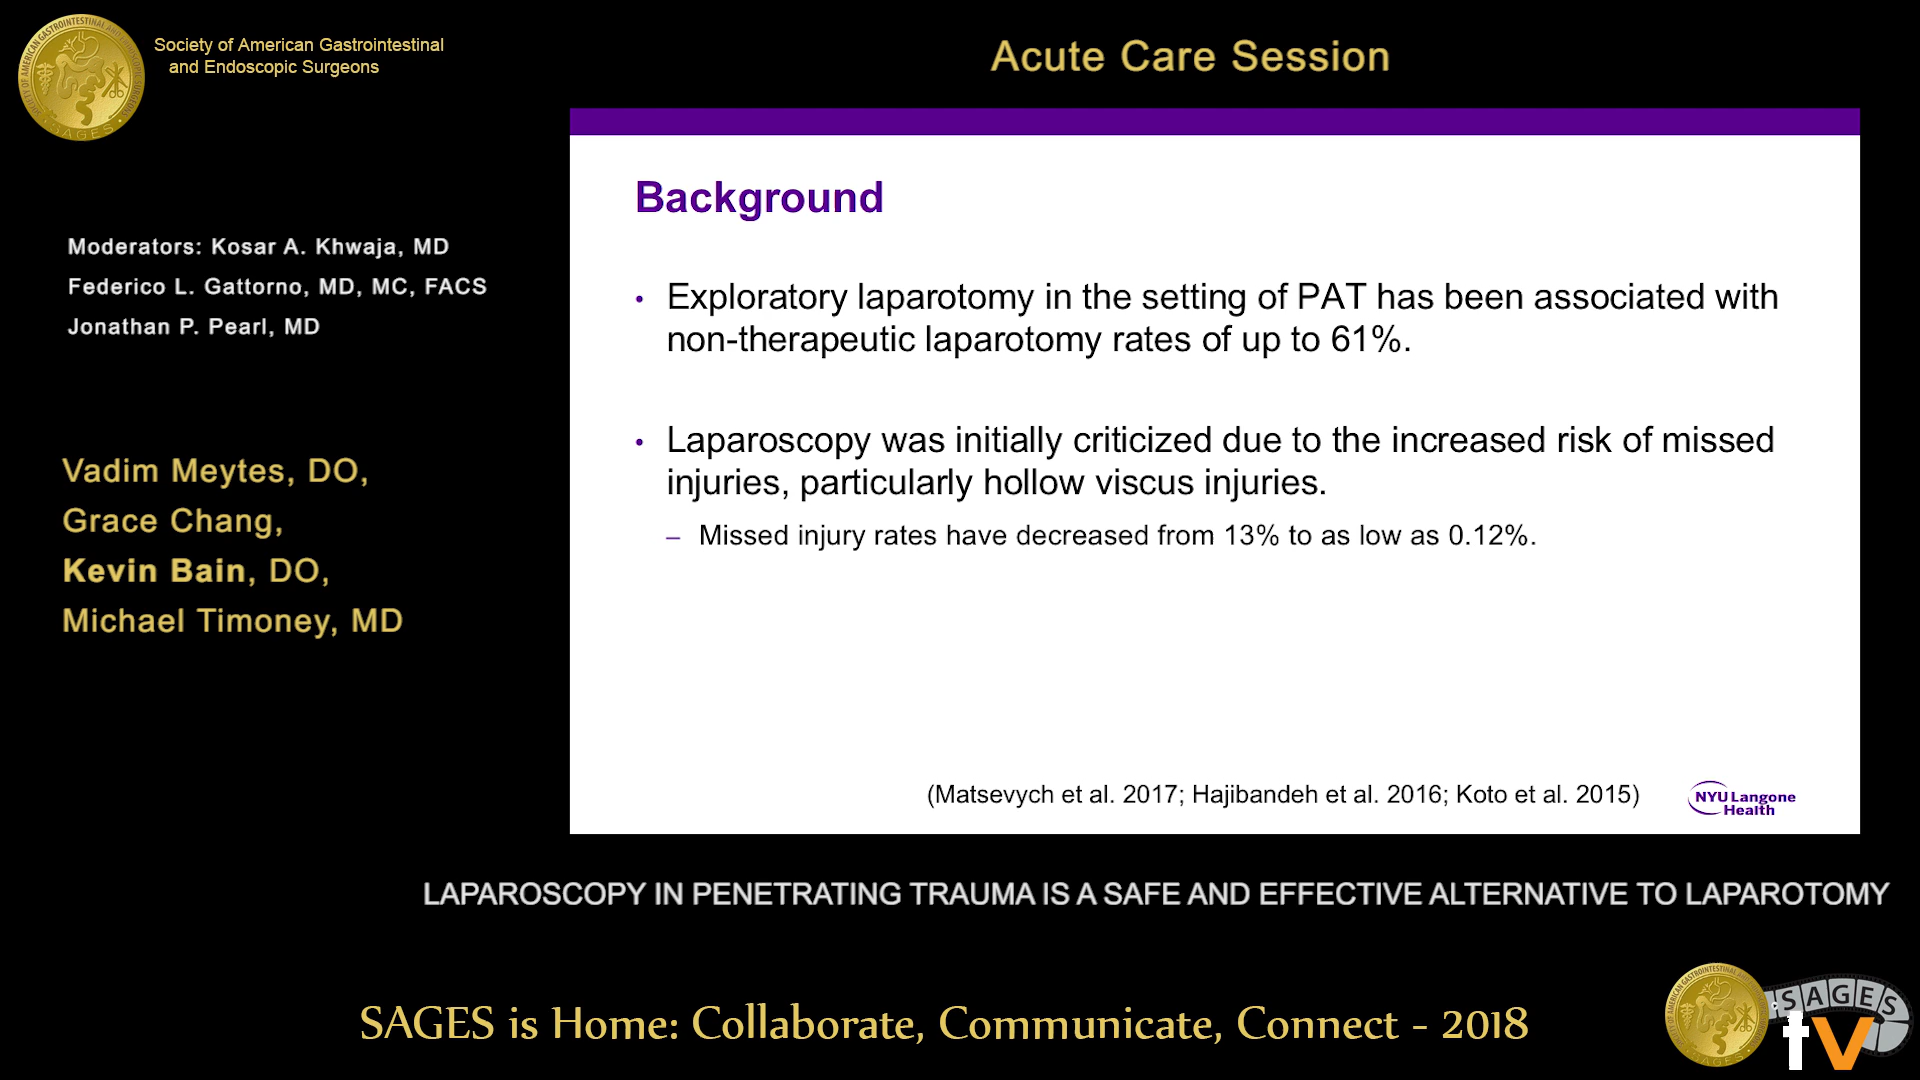 Society of American Gastrointestinal
and Endoscopic Surgeons
Acute Care Session
Moderators: Kosar A. Khwaja, MD
Federico L. Gattorno, MD, MC, FACS
Jonathan P. Pearl, MD
Vadim Meytes, DO,
Grace Chang,
Kevin Bain, DO,
Michael Timoney, MD
Background
• Exploratory laparotomy in the setting of PAT has been associated with
non-therapeutic laparotomy rates of up to 61%.
• Laparoscopy was initially criticized due to the increased risk of missed
injuries, particularly hollow viscus injuries.
– Missed injury rates have decreased from 13% to as low as 0.12%.
(Matsevych et al. 2017; Hajibandeh et al. 2016; Koto et al. 2015)
NYU Langone
Health
LAPAROSCOPY IN PENETRATING TRAUMA IS A SAFE AND EFFECTIVE ALTERNATIVE TO LAPAROTOMY
SAGES is Home: Collaborate, Communicate, Connect - 2018
SAGES
tv